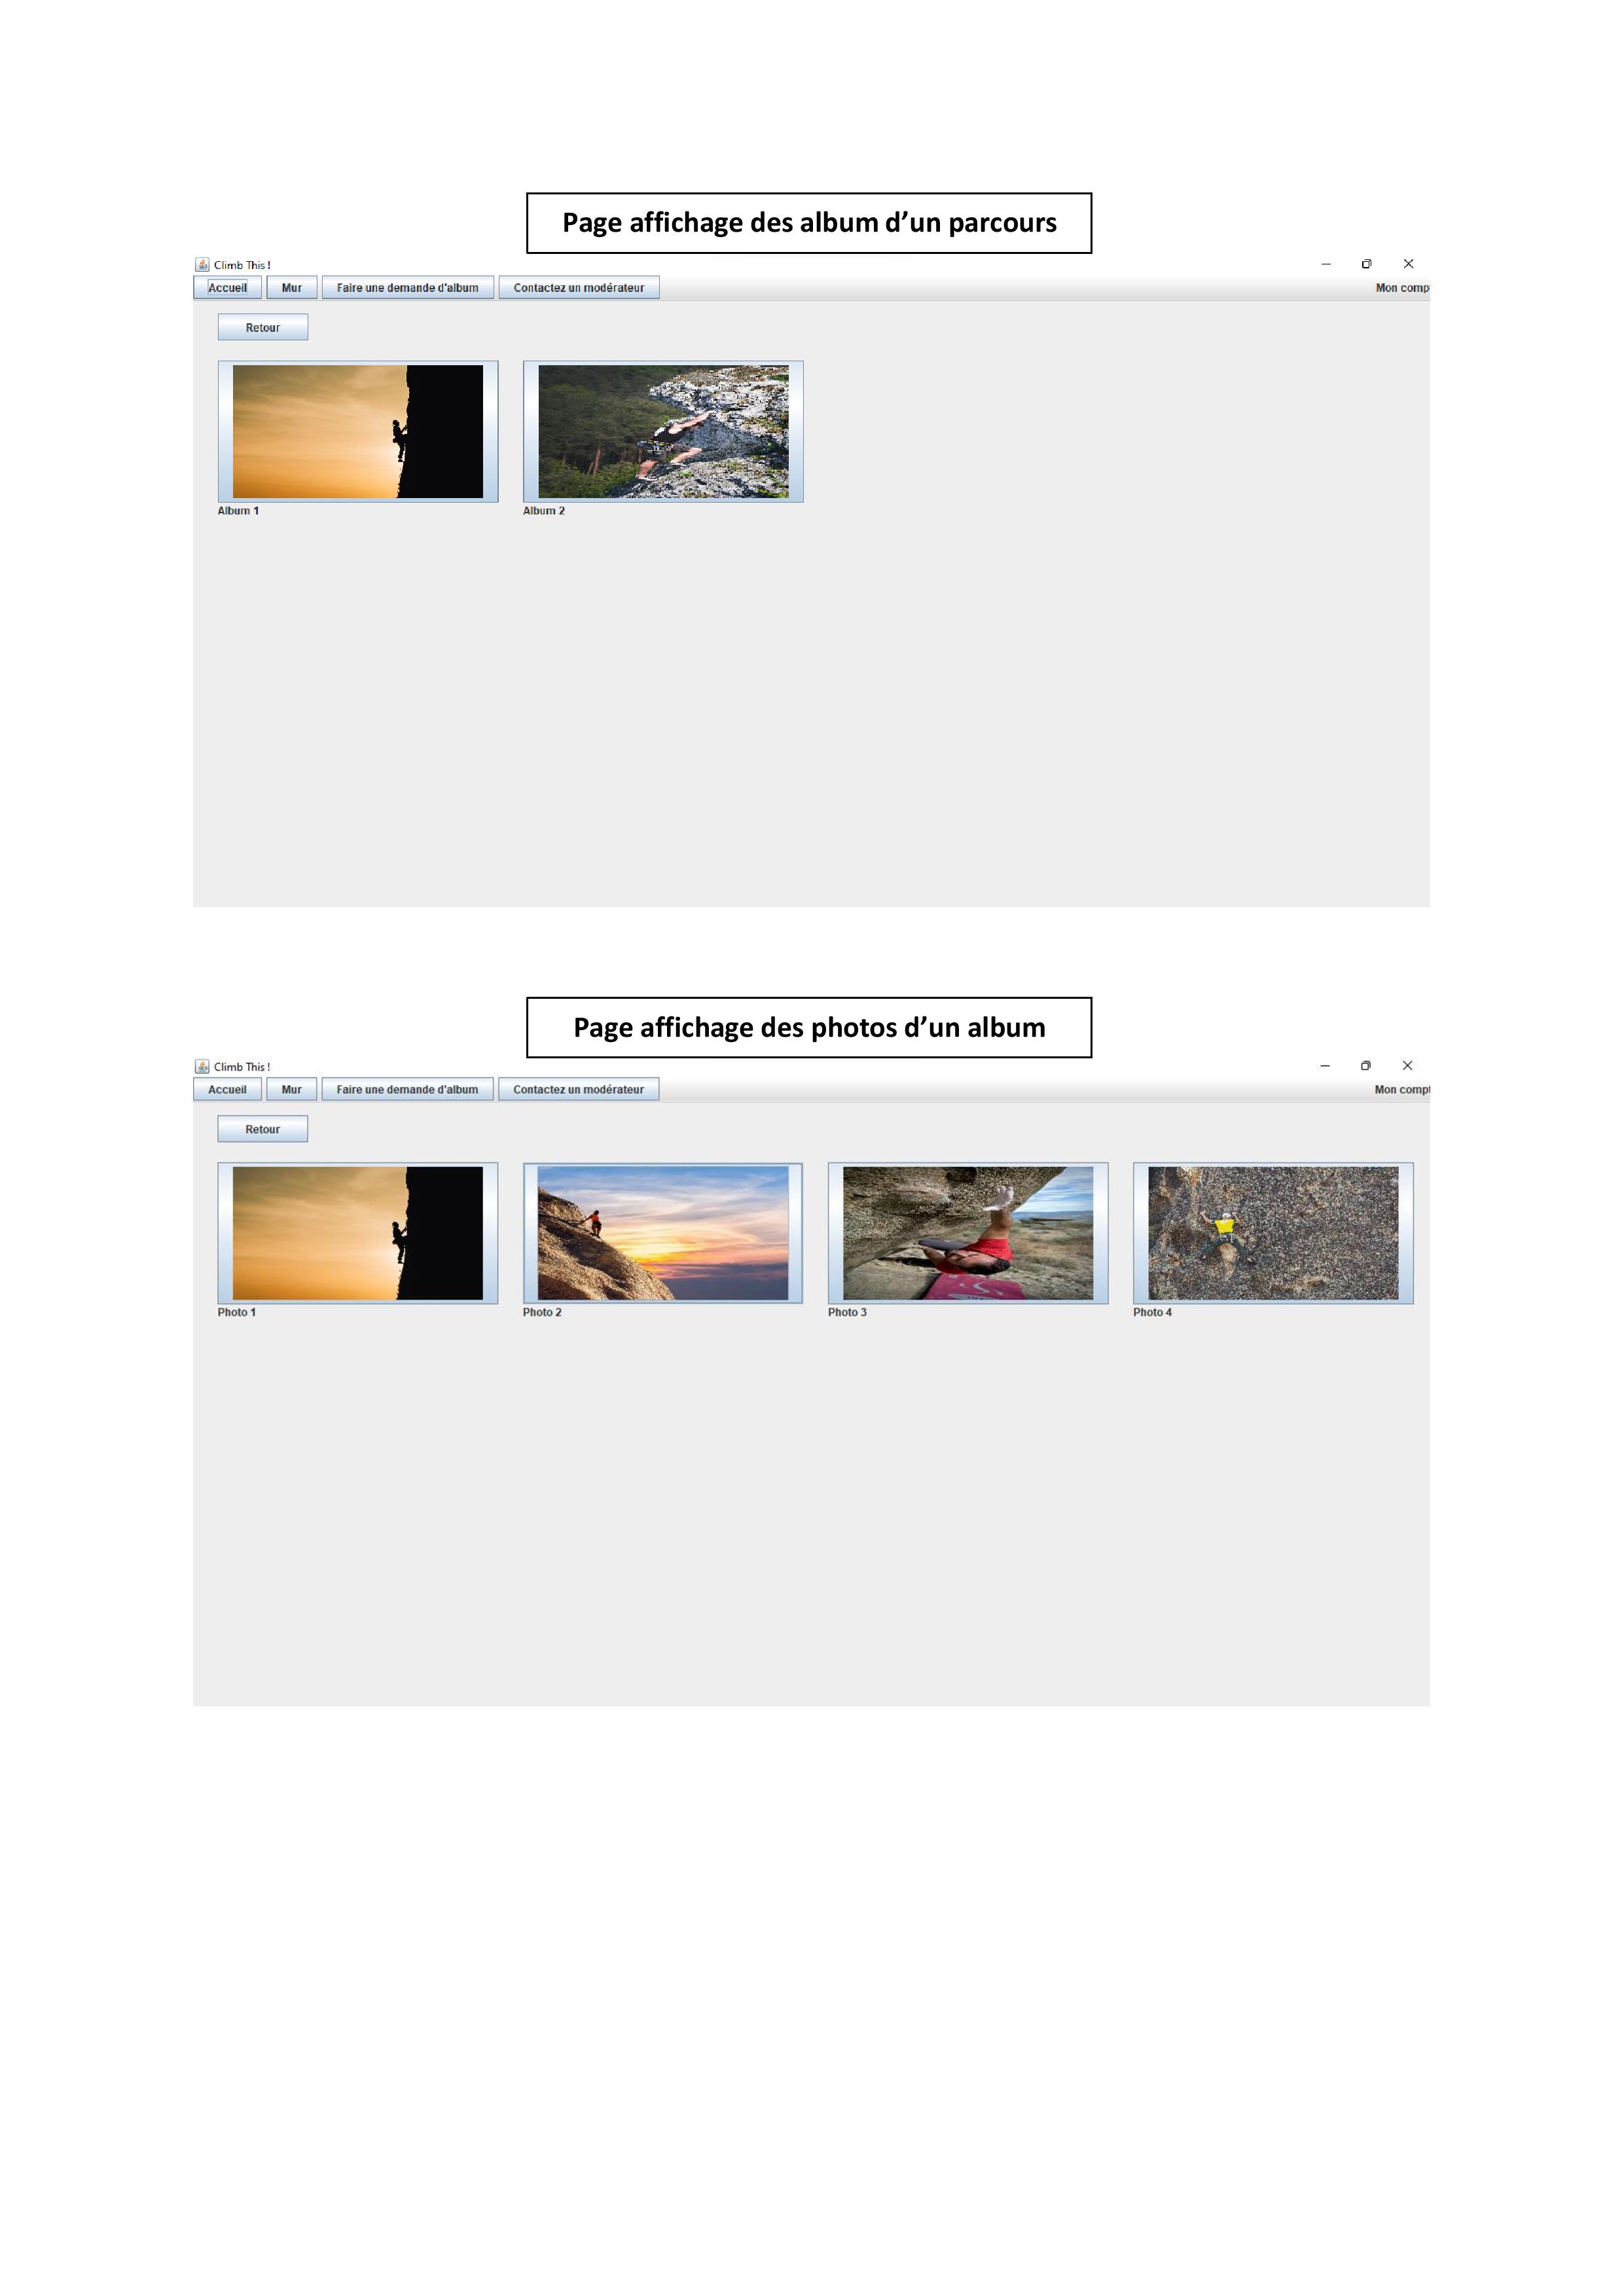 Page affichage des album d’un parcours
Climb This !
Accueil Mur Faire une demande d'album Contactez un modérateur Mon comp
Retour
Album 1 Album 2
Page affichage des photos d’un album
Climb This !
Accueil Mur Faire une demande d'album Contactez un modérateur Mon compt
Retour
Photo 1 Photo 2 Photo 3 Photo 4